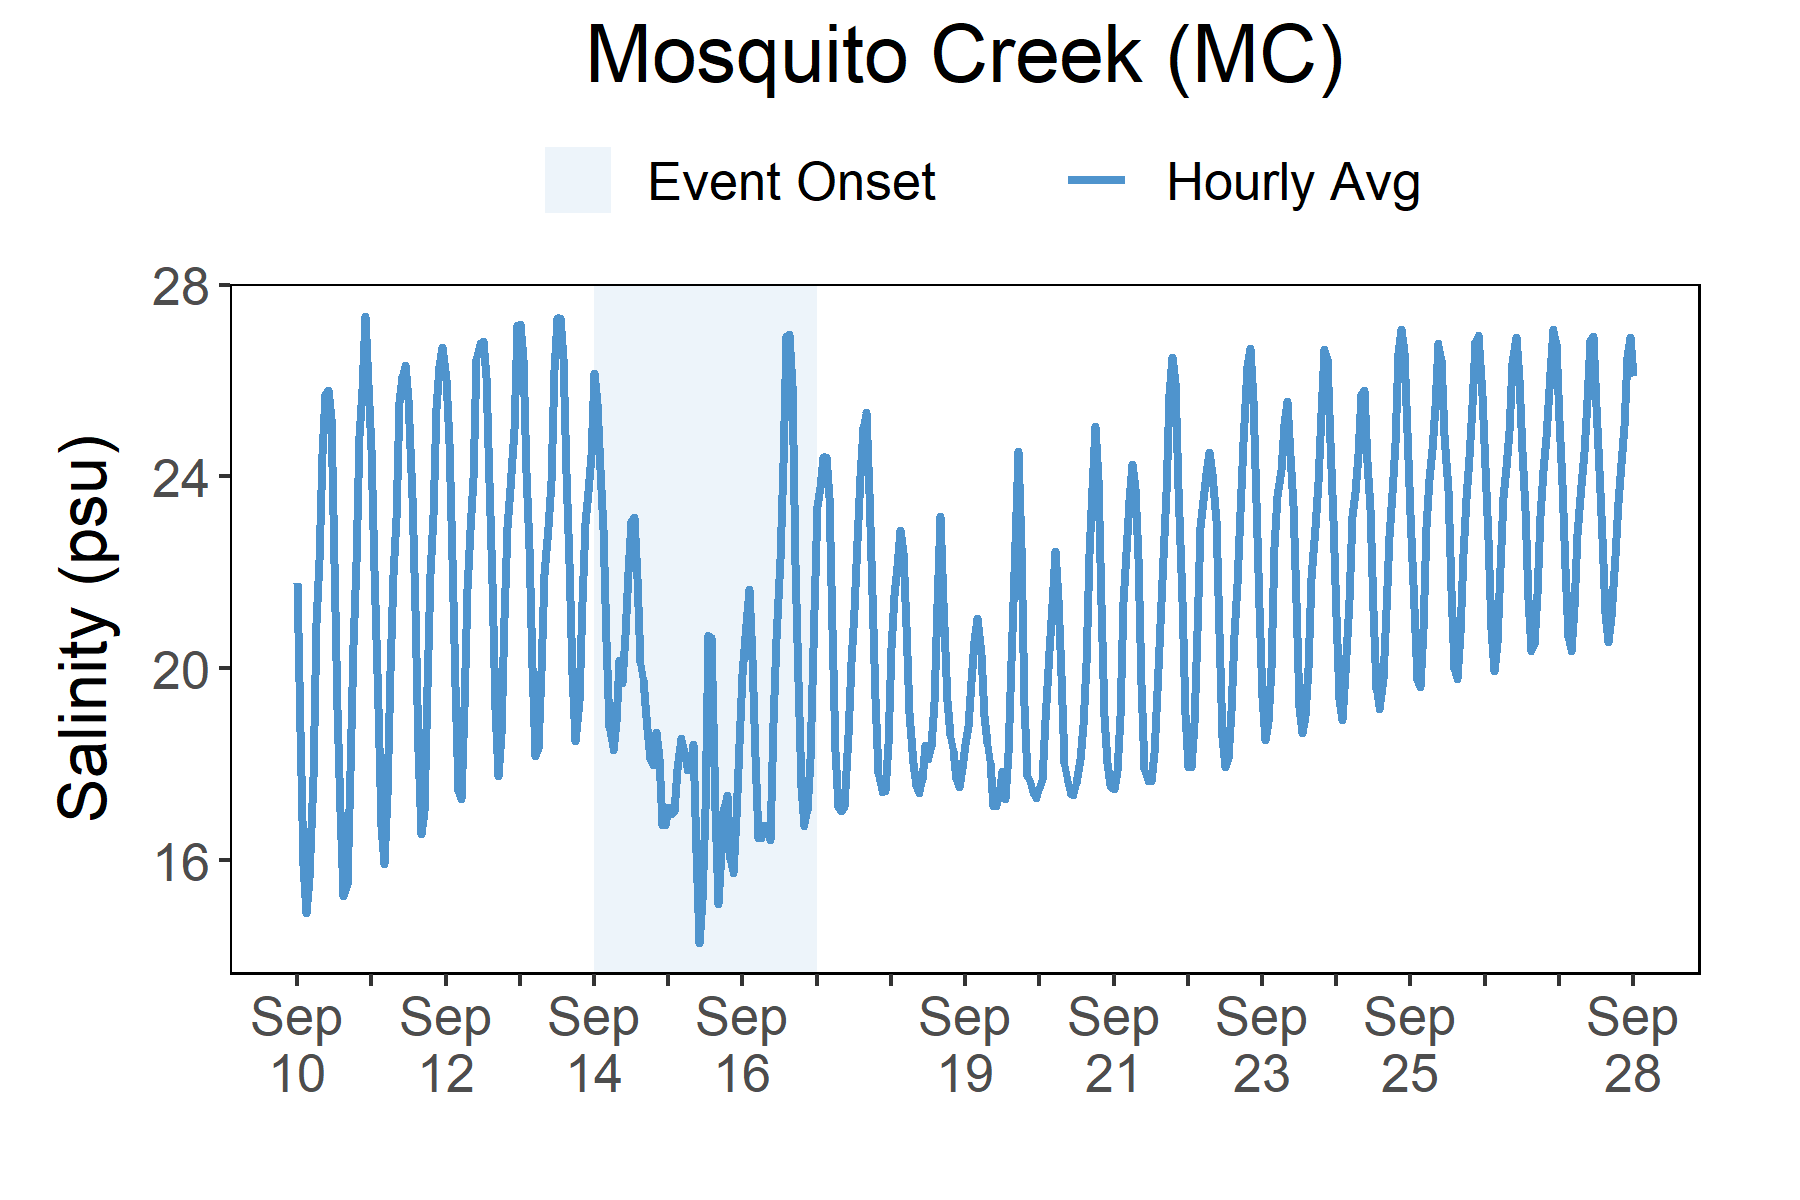 Mosquito Creek (MC)
Event Onset
Hourly Avg
Salinity (psu)
28
24
20
16
Sep 10
Sep 12
Sep 14
Sep 16
Sep 19
Sep 21
Sep 23
Sep 25
Sep 28